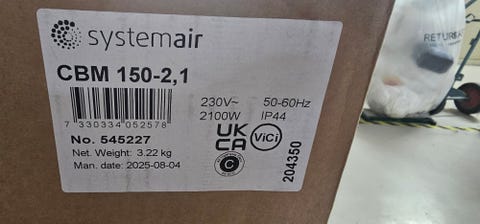 systemair
CBM 150-2,1
7 330334 052578
230V~ 50-60Hz
2100W IP44
No. 545227
Net. Weight: 3.22 kg
Man. date: 2025-08-04
UK
CA
C
ViCi
204350
RETURS